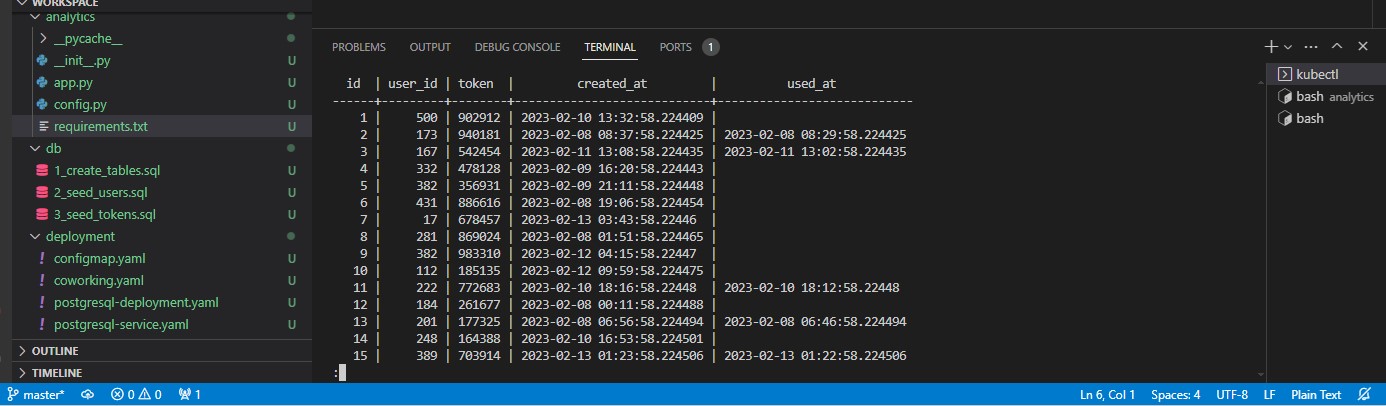 WORKSPACE
analytics
__pycache__
__init__.py U
app.py U
config.py U
requirements.txt U
db
1_create_tables.sql U
2_seed_users.sql U
3_seed_tokens.sql U
deployment
configmap.yaml U
coworking.yaml U
postgresql-deployment.yaml U
postgresql-service.yaml U
OUTLINE
TIMELINE
PROBLEMS OUTPUT DEBUG CONSOLE TERMINAL PORTS 1
id | user_id | token | created_at | used_at
------+---------+--------+----------------------------+----------------------------
1 | 500 | 902912 | 2023-02-10 13:32:58.224409 |
2 | 173 | 940181 | 2023-02-08 08:37:58.224425 | 2023-02-08 08:29:58.224425
3 | 167 | 542454 | 2023-02-11 13:08:58.224435 | 2023-02-11 13:02:58.224435
4 | 332 | 478128 | 2023-02-09 16:20:58.224443 |
5 | 382 | 356931 | 2023-02-09 21:11:58.224448 |
6 | 431 | 886616 | 2023-02-08 19:06:58.224454 |
7 | 17 | 678457 | 2023-02-13 03:43:58.22446 |
8 | 281 | 869024 | 2023-02-08 01:51:58.224465 |
9 | 382 | 983310 | 2023-02-12 04:15:58.22447 |
10 | 112 | 185135 | 2023-02-12 09:59:58.224475 |
11 | 222 | 772683 | 2023-02-10 18:16:58.22448 | 2023-02-10 18:12:58.22448
12 | 184 | 261677 | 2023-02-08 00:11:58.224488 |
13 | 201 | 177325 | 2023-02-08 06:56:58.224494 | 2023-02-08 06:46:58.224494
14 | 248 | 164388 | 2023-02-10 16:53:58.224501 |
15 | 389 | 703914 | 2023-02-13 01:23:58.224506 | 2023-02-13 01:22:58.224506
:
kubectl
bash analytics
bash
master* 0 0 1 Ln 6, Col 1 Spaces: 4 UTF-8 LF Plain Text